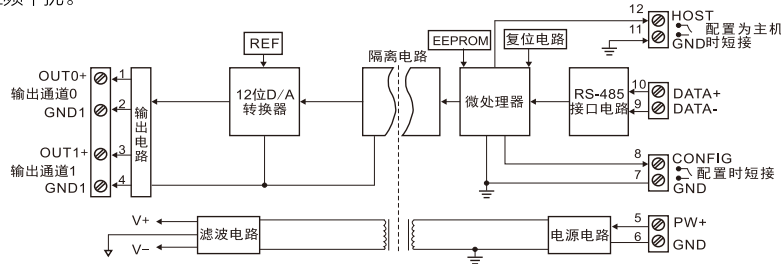 频干扰。
12
HOST
配置为主机
11
GND 时短接
REF
隔离电路
EEPROM
复位电路
OUT0+
1
输出通道0
GND1
2
OUT1+
3
输出通道1
GND1
4
输出电路
12位D/A
转换器
微处理器
RS-485
接口电路
10
DATA+
9
DATA-
8
CONFIG
配置时短接
7
GND
V+
V-
滤波电路
电源电路
5
PW+
6
GND